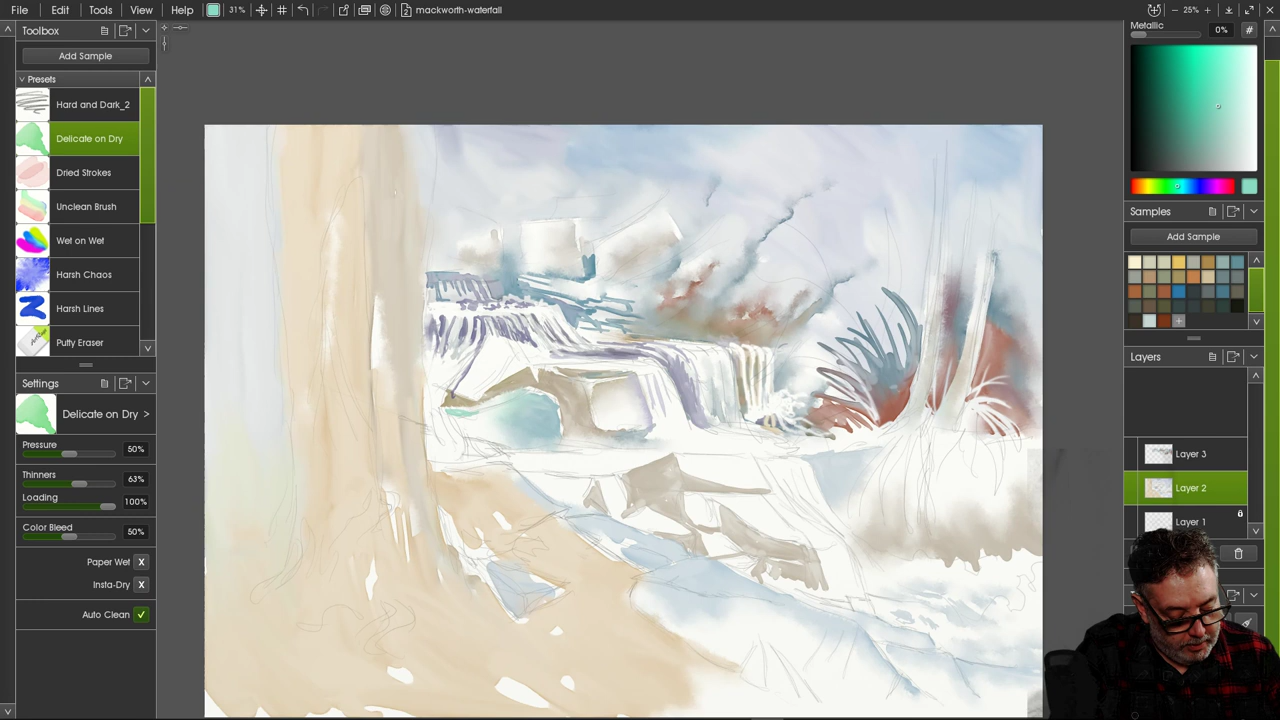 File Edit Tools View Help 31% mackworth-waterfall 25%
Toolbox
Add Sample
Presets
Hard and Dark_2
Delicate on Dry
Dried Strokes
Unclean Brush
Wet on Wet
Harsh Chaos
Harsh Lines
Putty Eraser
Settings
Delicate on Dry >
Pressure 50%
Thinners 63%
Loading 100%
Color Bleed 50%
Paper Wet X
Insta-Dry X
Auto Clean
Metallic 0% #
Samples
Add Sample
Layers
Layer 3
Layer 2
Layer 1